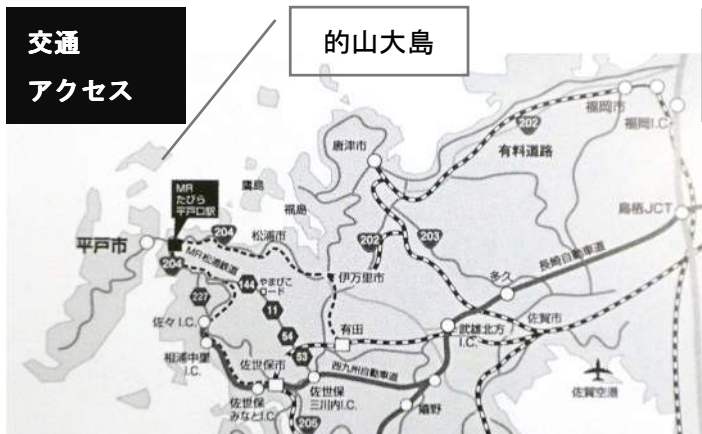 交通
アクセス
的山大島
福岡市
福岡I.C
202
有料道路
唐津市
MR
たびら
平戸口駅
鷹島
福島
鳥栖JCT
平戸市
204
松浦市
202
203
204
MR松浦鉄道
伊万里市
長崎自動車道
144
やまびこ
ロード
多久
227
11
佐々I.C.
54
有田
武雄北方
I.C.
佐賀市
相浦中里
I.C.
53
佐世保市
西九州自動車道
佐世保
みなとI.C
佐世保
三川内I.C.
嬉野
佐賀空港
205